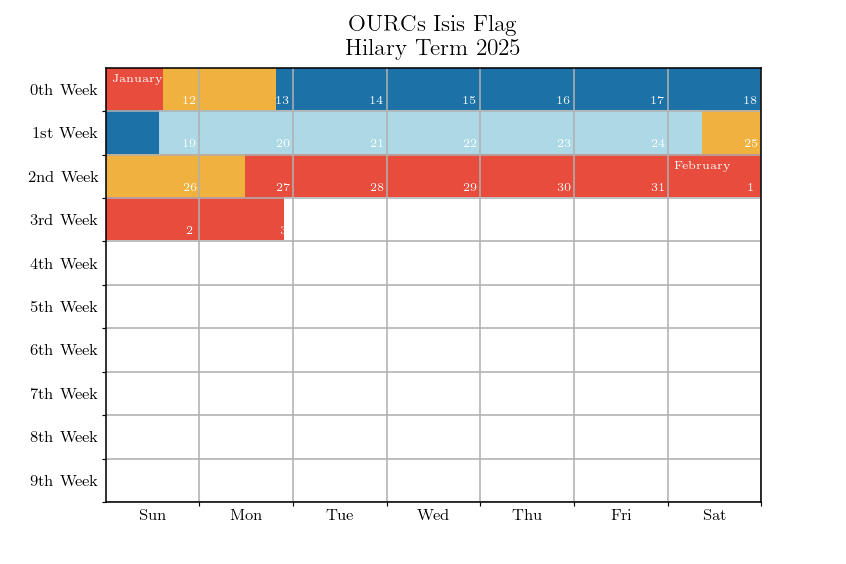 OURCs Isis Flag
Hilary Term 2025
January
0th Week
12 13 14 15 16 17 18
1st Week
19 20 21 22 23 24 25
February
2nd Week
26 27 28 29 30 31 1
3rd Week
2 3
4th Week
5th Week
6th Week
7th Week
8th Week
9th Week
Sun Mon Tue Wed Thu Fri Sat